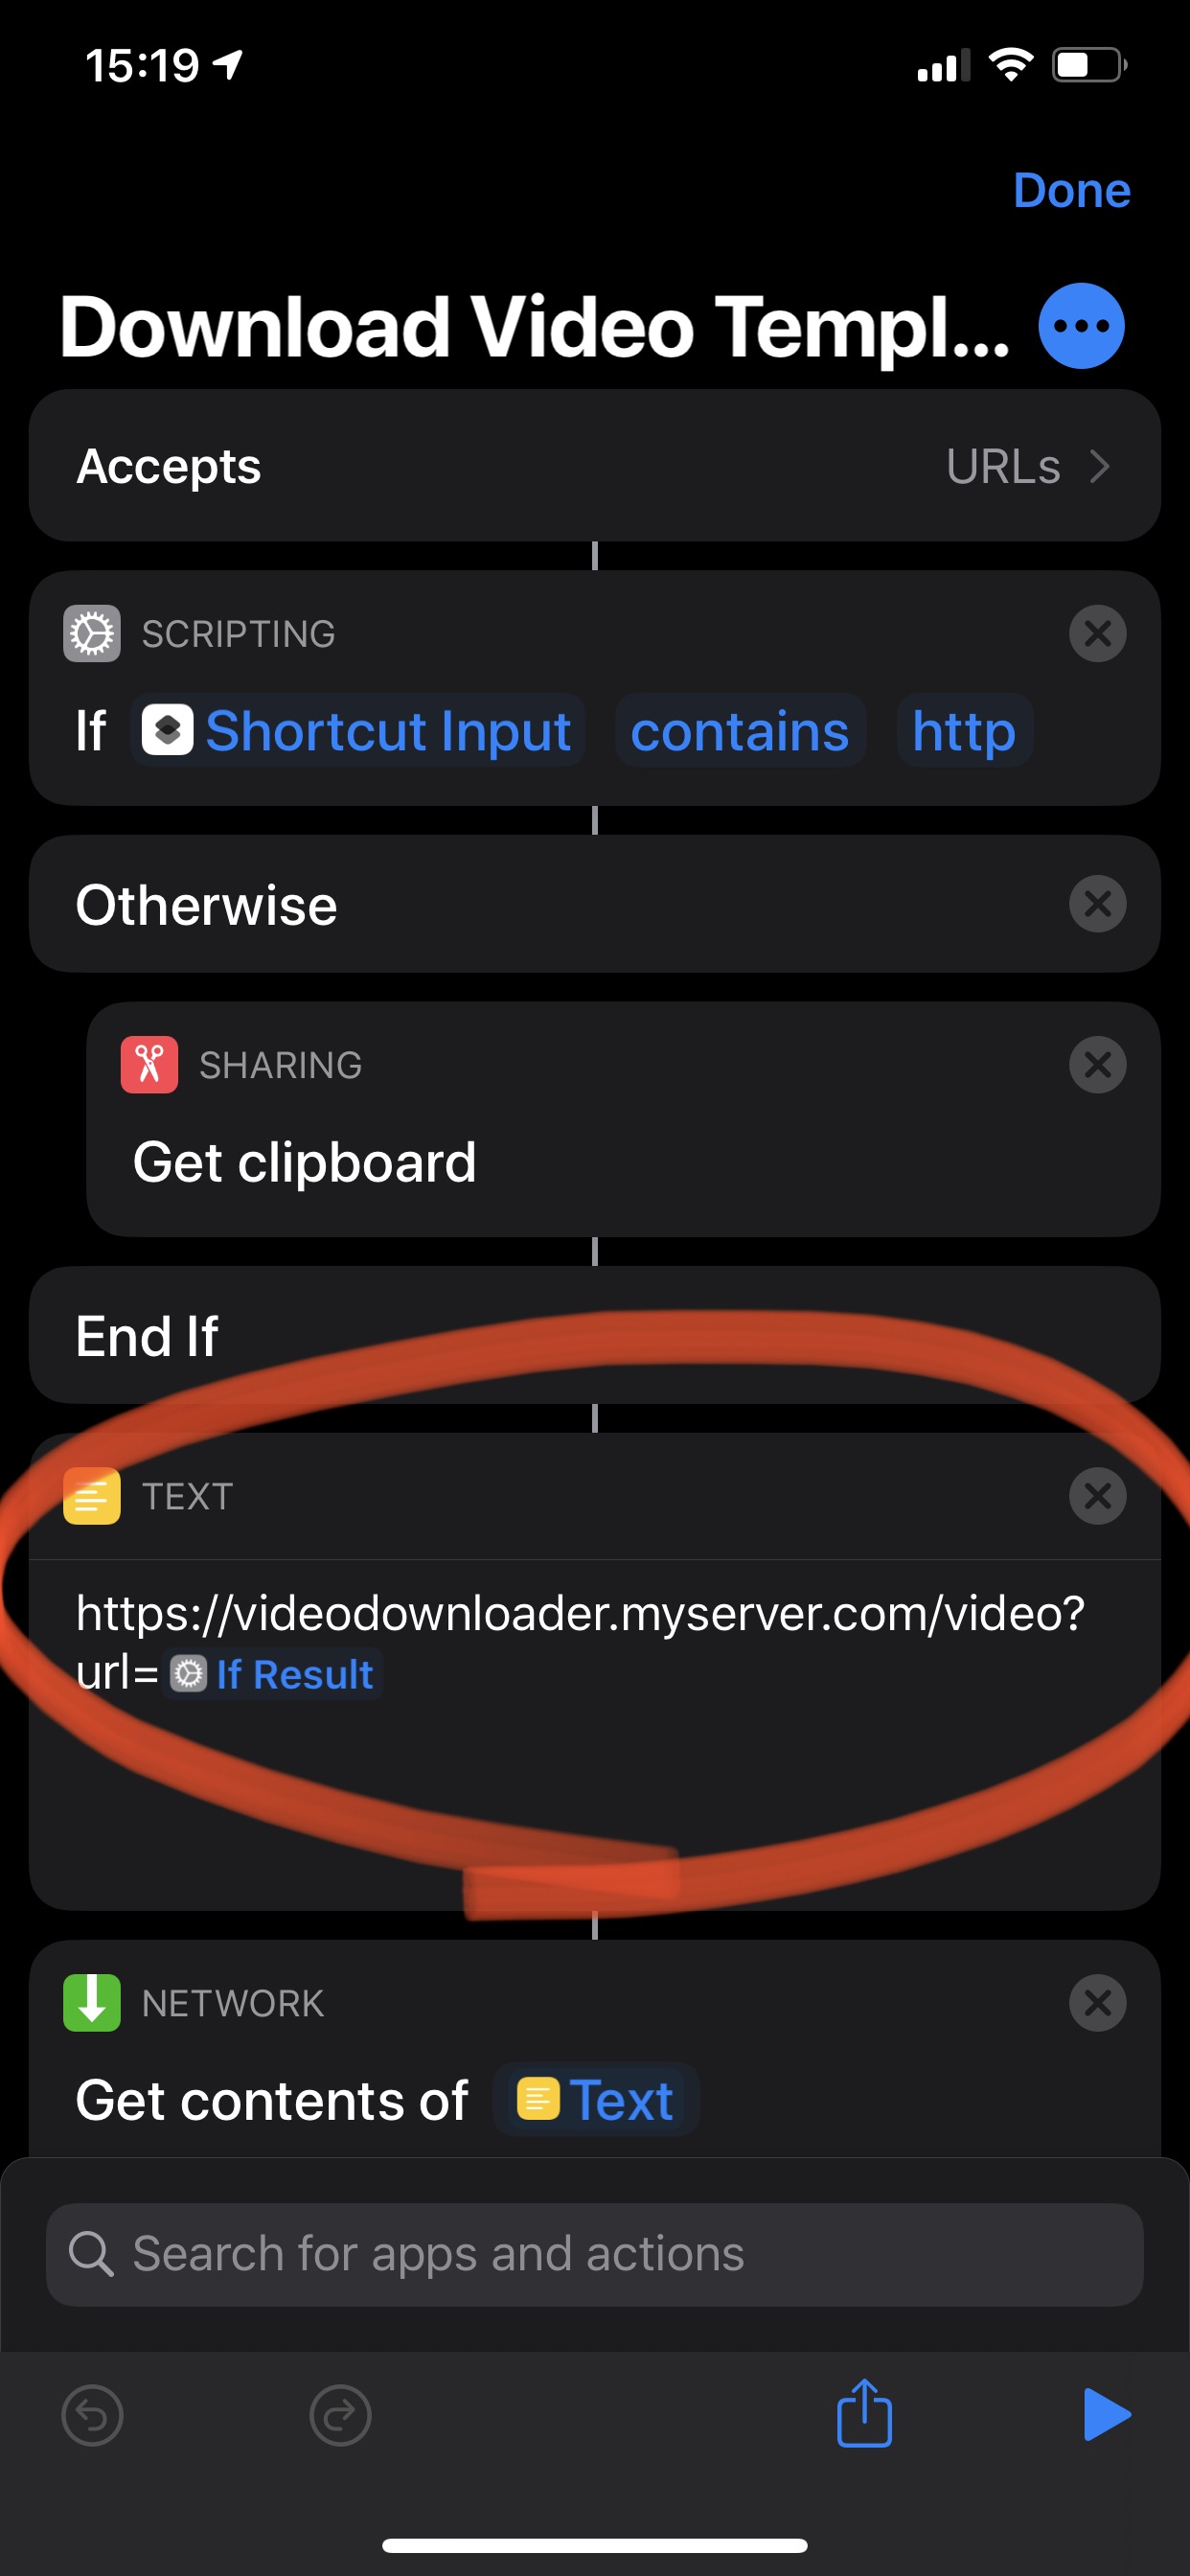 15:19
Done
Download Video Templ...
Accepts URLs
SCRIPTING
If Shortcut Input contains http
Otherwise
SHARING
Get clipboard
End If
TEXT
https://videodownloader.myserver.com/video?
url= If Result
NETWORK
Get contents of Text
Search for apps and actions